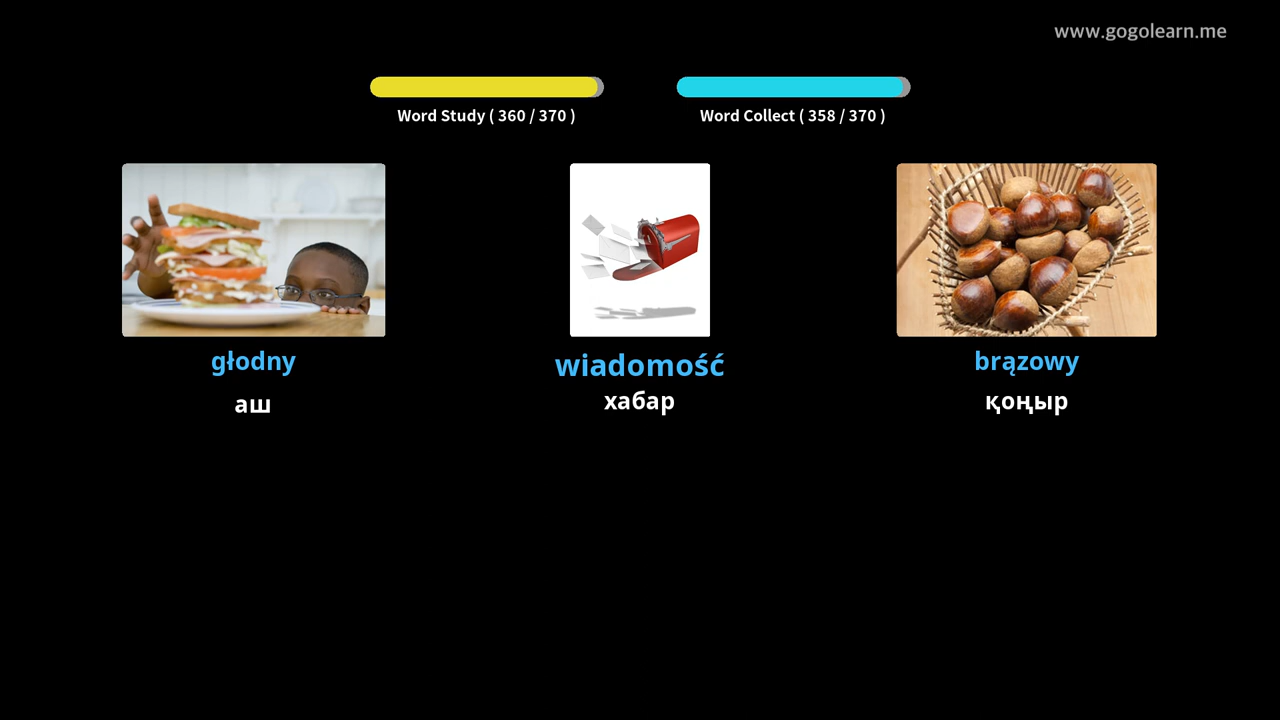 www.gogolearn.me
Word Study ( 360 / 370 )
Word Collect ( 358 / 370 )
głodny
wiadomość
brązowy
аш
хабар
қоңыр